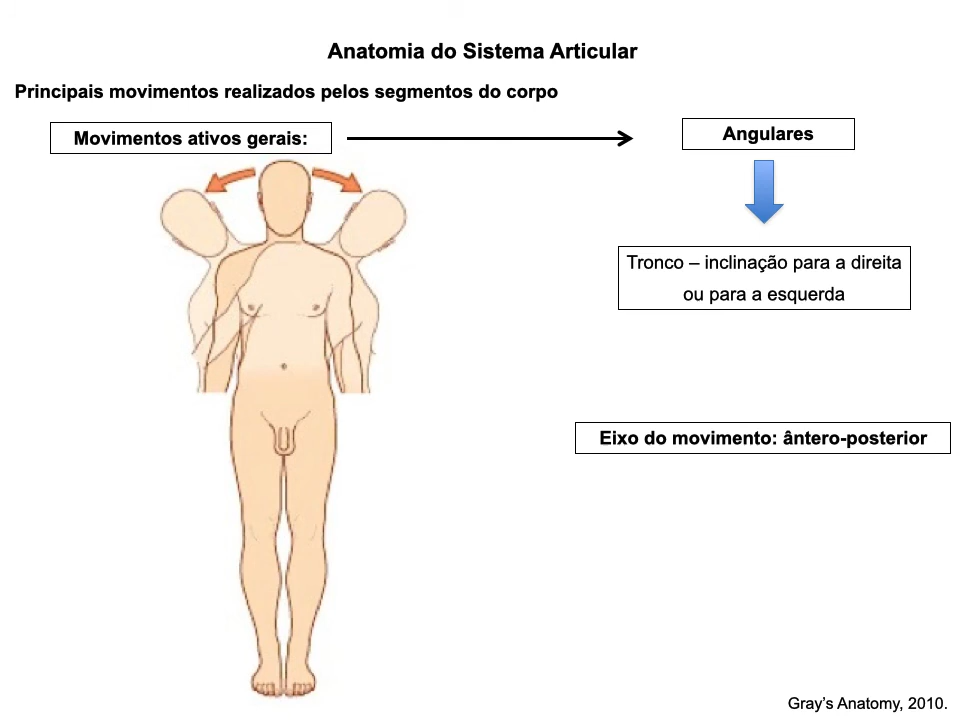 Anatomia do Sistema Articular
Principais movimentos realizados pelos segmentos do corpo
Movimentos ativos gerais:
Angulares
Tronco – inclinação para a direita
ou para a esquerda
Eixo do movimento: ântero-posterior
Gray’s Anatomy, 2010.